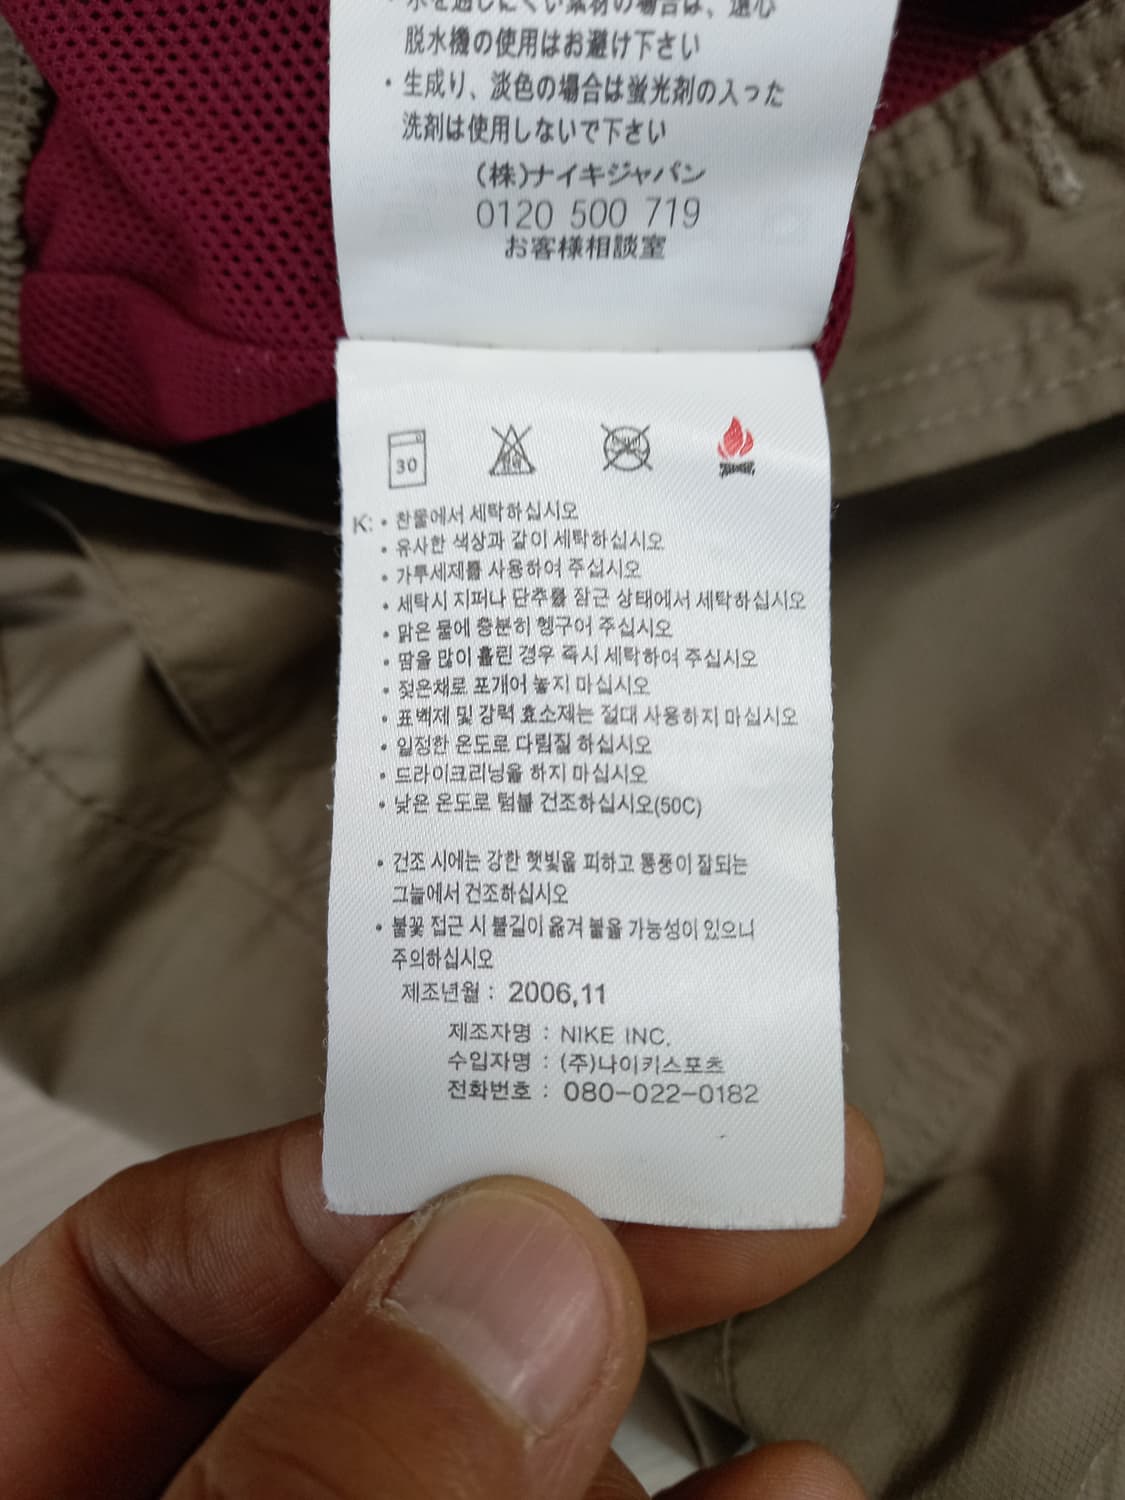 ・水を通しにくい素材の場合は、遠心
脱水機の使用はお避け下さい
・生成り、淡色の場合は蛍光剤の入った
洗剤は使用しないで下さい
(株)ナイキジャパン
0120 500 719
お客様相談室
30
K: • 찬물에서 세탁하십시오
• 유사한 색상과 같이 세탁하십시오
• 가루세제를 사용하여 주십시오
• 세탁시 지퍼나 단추를 잠근 상태에서 세탁하십시오
• 맑은 물에 충분히 헹구어 주십시오
• 땀을 많이 흘린 경우 즉시 세탁하여 주십시오
• 젖은채로 포개어 놓지 마십시오
• 표백제 및 강력 효소제는 절대 사용하지 마십시오
• 일정한 온도로 다림질 하십시오
• 드라이크리닝을 하지 마십시오
• 낮은 온도로 텀블 건조하십시오(50C)
• 건조 시에는 강한 햇빛을 피하고 통풍이 잘되는
그늘에서 건조하십시오
• 불꽃 접근 시 불길이 옮겨 붙을 가능성이 있으니
주의하십시오
제조년월 : 2006,11
제조자명 : NIKE INC.
수입자명 : (주)나이키스포츠
전화번호 : 080-022-0182